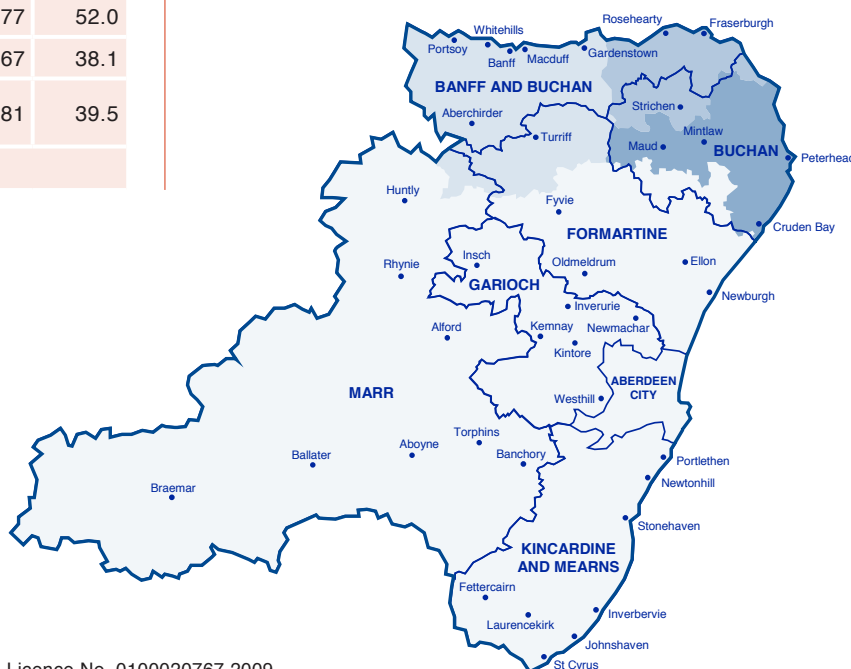 77 52.0
67 38.1
81 39.5
Rosehearty
Fraserburgh
Whitehills
Portsoy
Banff
Macduff
Gardenstown
BANFF AND BUCHAN
Aberchirder
Strichen
Turriff
Mintlaw
Maud
BUCHAN
Peterhead
Huntly
Fyvie
Cruden Bay
FORMARTINE
Insch
Rhynie
Oldmeldrum
Ellon
GARIOCH
Newburgh
Inverurie
Alford
Kemnay
Newmachar
Kintore
ABERDEEN
CITY
MARR
Westhill
Torphins
Aboyne
Ballater
Banchory
Portlethen
Braemar
Newtonhill
Stonehaven
KINCARDINE
AND MEARNS
Fettercairn
Inverbervie
Laurencekirk
Johnshaven
St Cyrus